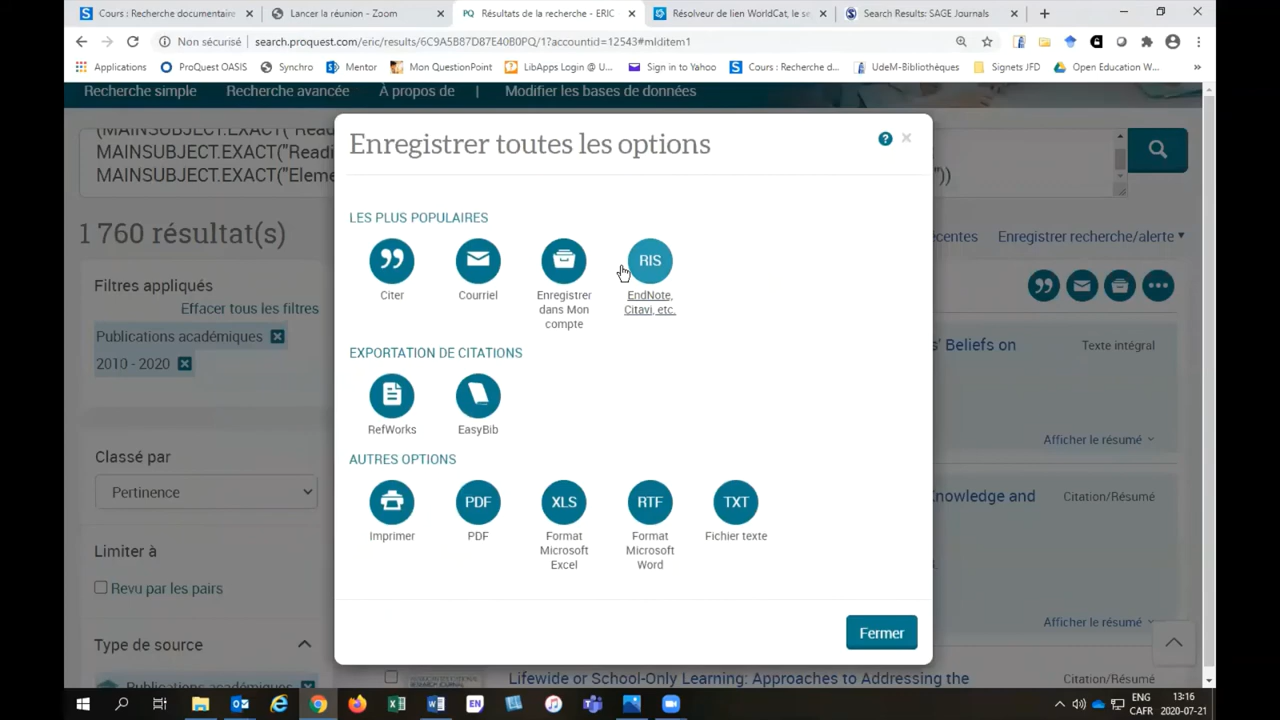 Cours : Recherche documentaire
Lancer la réunion - Zoom
PQ Résultats de la recherche - ERIC
Résolveur de lien WorldCat, le se
Search Results: SAGE Journals
Non sécurisé search.proquest.com/eric/results/6C9A5B87D87E40B0PQ/1?accountid=12543#mlditem1
Applications
ProQuest OASIS
Synchro
Mentor
Mon QuestionPoint
LibApps Login @ U...
Sign in to Yahoo
Cours : Recherche d...
UdeM-Bibliothèques
Signets JFD
Open Education W...
»
Recherche simple Recherche avancée À propos de | Modifier les bases de données
(MAINSUBJECT.EXACT("Readi
MAINSUBJECT.EXACT("Readi
MAINSUBJECT.EXACT("Eleme
"))
1 760 résultat(s)
écentes
Enregistrer recherche/alerte
Filtres appliqués
Effacer tous les filtres
Publications académiques
2010 - 2020
Classé par
Pertinence
Limiter à
Revu par les pairs
Type de source
Publications académiques
Enregistrer toutes les options
?
×
LES PLUS POPULAIRES
Citer
Courriel
Enregistrer
dans Mon
compte
RIS
EndNote,
Citavi, etc.
EXPORTATION DE CITATIONS
RefWorks
EasyBib
AUTRES OPTIONS
Imprimer
PDF
PDF
XLS
Format
Microsoft
Excel
RTF
Format
Microsoft
Word
TXT
Fichier texte
Fermer
s' Beliefs on
Texte intégral
Afficher le résumé
nowledge and
Citation/Résumé
Afficher le résumé
Lifewide or School-Only Learning: Approaches to Addressing the
Citation/Résumé
EN
ENG
CAFR
13:16
2020-07-21